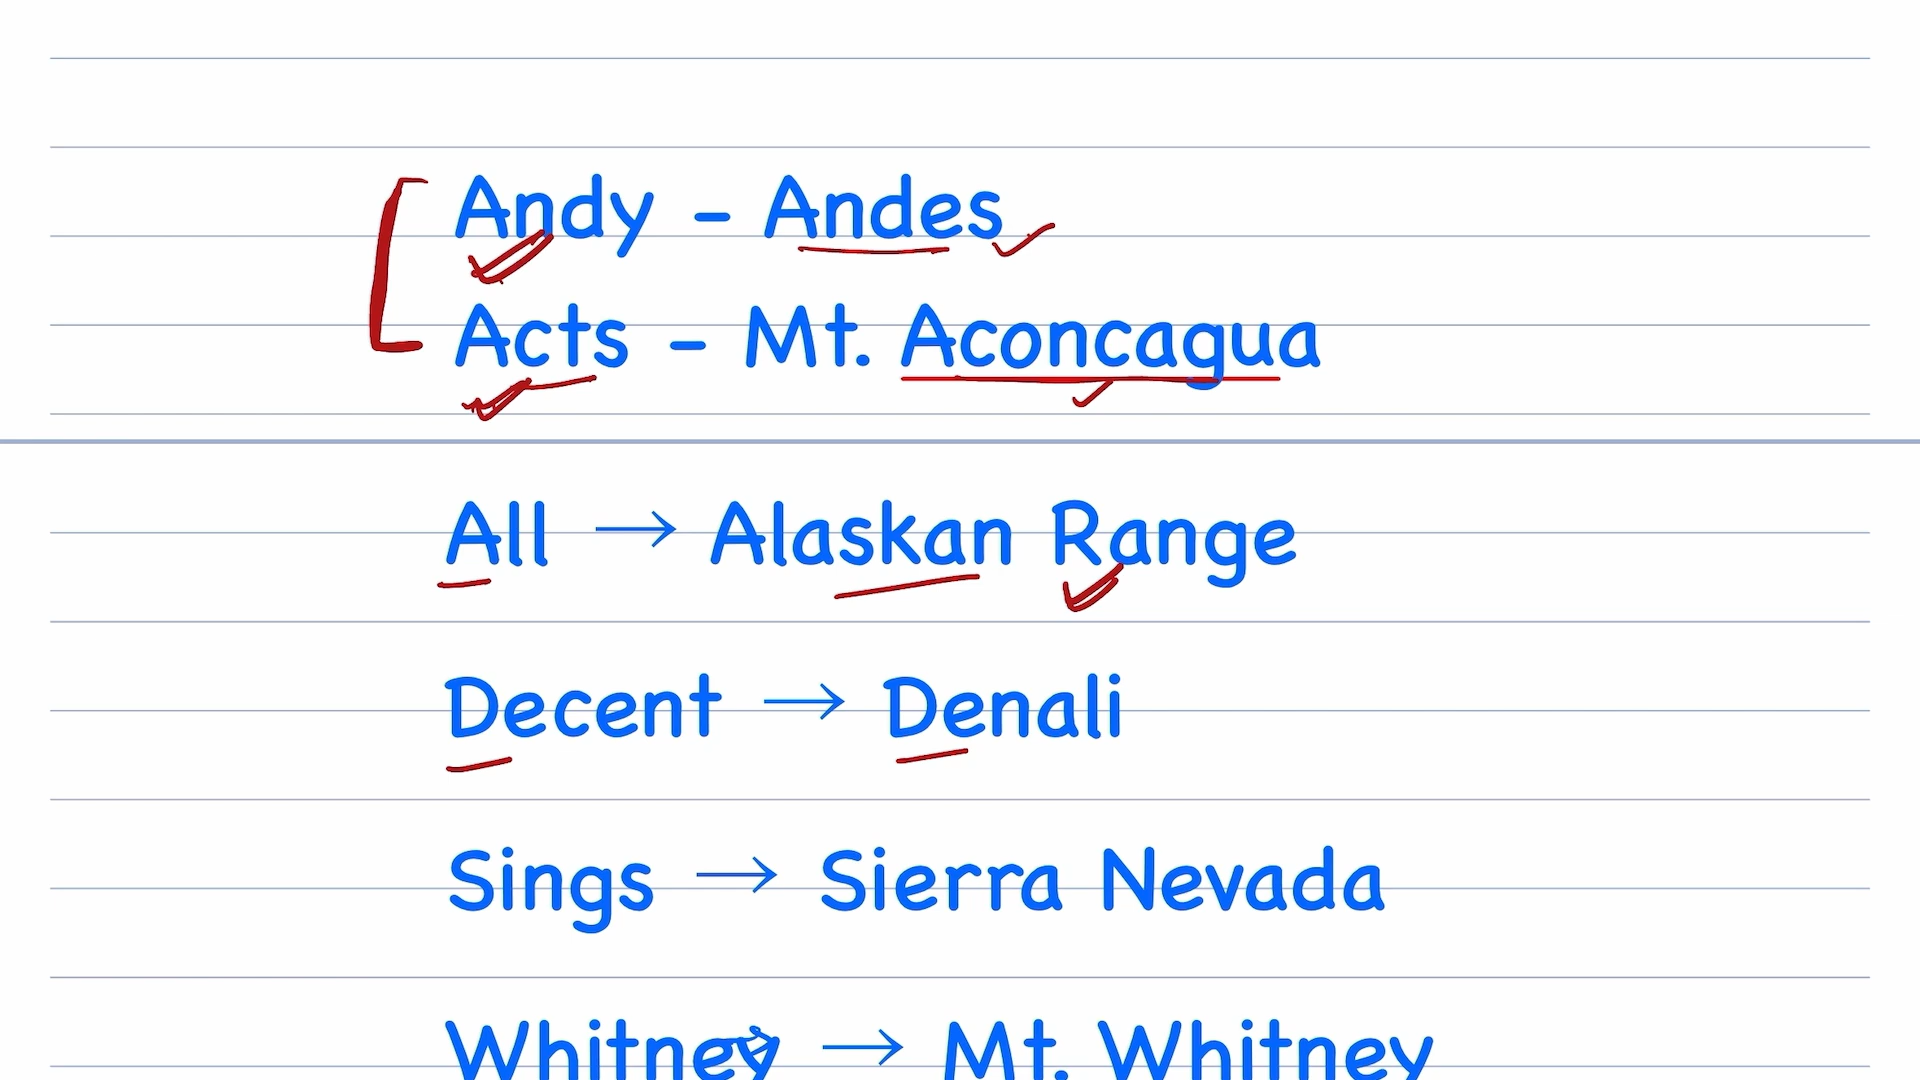 Andy - Andes
Acts - Mt. Aconcagua
All → Alaskan Range
Decent → Denali
Sings → Sierra Nevada
Whitney → Mt. Whitney